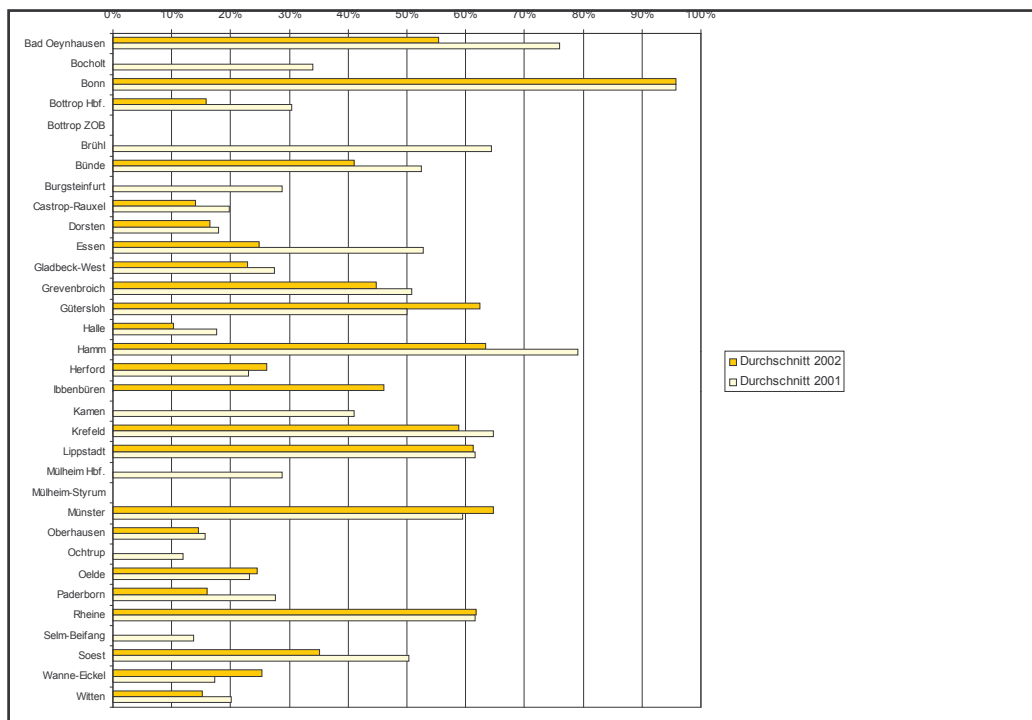 0% 10% 20% 30% 40% 50% 60% 70% 80% 90% 100%
Bad Oeynhausen
Bocholt
Bonn
Bottrop Hbf.
Bottrop ZOB
Brühl
Bünde
Burgsteinfurt
Castrop-Rauxel
Dorsten
Essen
Gladbeck-West
Grevenbroich
Gütersloh
Halle
Hamm
Herford
Ibbenbüren
Kamen
Krefeld
Lippstadt
Mülheim Hbf.
Mülheim-Styrum
Münster
Oberhausen
Ochtrup
Oelde
Paderborn
Rheine
Selm-Beifang
Soest
Wanne-Eickel
Witten
Durchschnitt 2002
Durchschnitt 2001